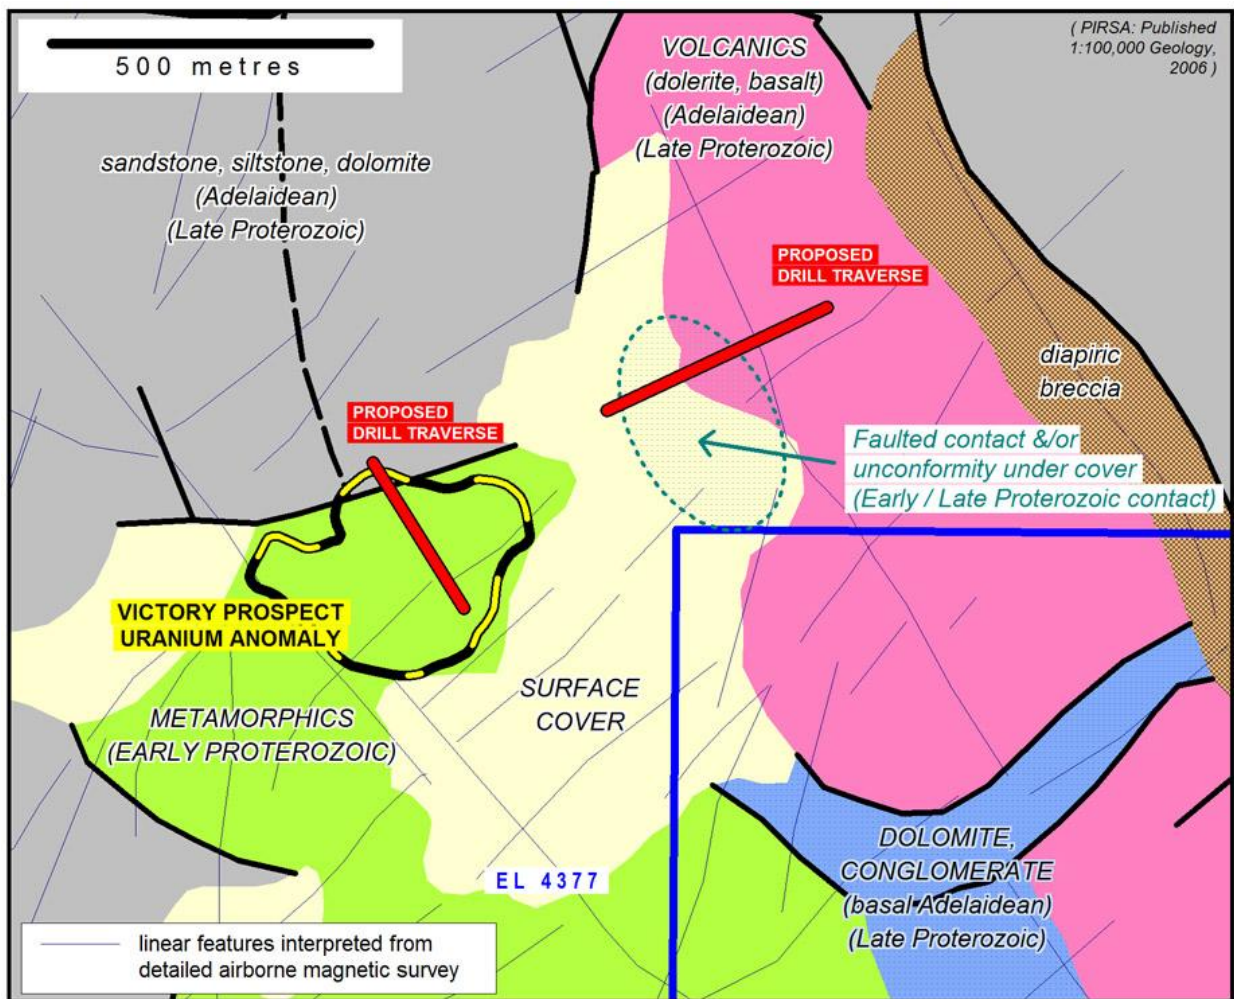 500 metres
VOLCANICS
(dolerite, basalt)
(Adelaidean)
(Late Proterozoic)
( PIRSA: Published
1:100,000 Geology,
2006 )
sandstone, siltstone, dolomite
(Adelaidean)
(Late Proterozoic)
PROPOSED
DRILL TRAVERSE
diapiric
breccia
PROPOSED
DRILL TRAVERSE
Faulted contact &/or
unconformity under cover
(Early / Late Proterozoic contact)
VICTORY PROSPECT
URANIUM ANOMALY
SURFACE
COVER
METAMORPHICS
(EARLY PROTEROZOIC)
EL 4377
DOLOMITE,
CONGLOMERATE
(basal Adelaidean)
(Late Proterozoic)
linear features interpreted from
detailed airborne magnetic survey